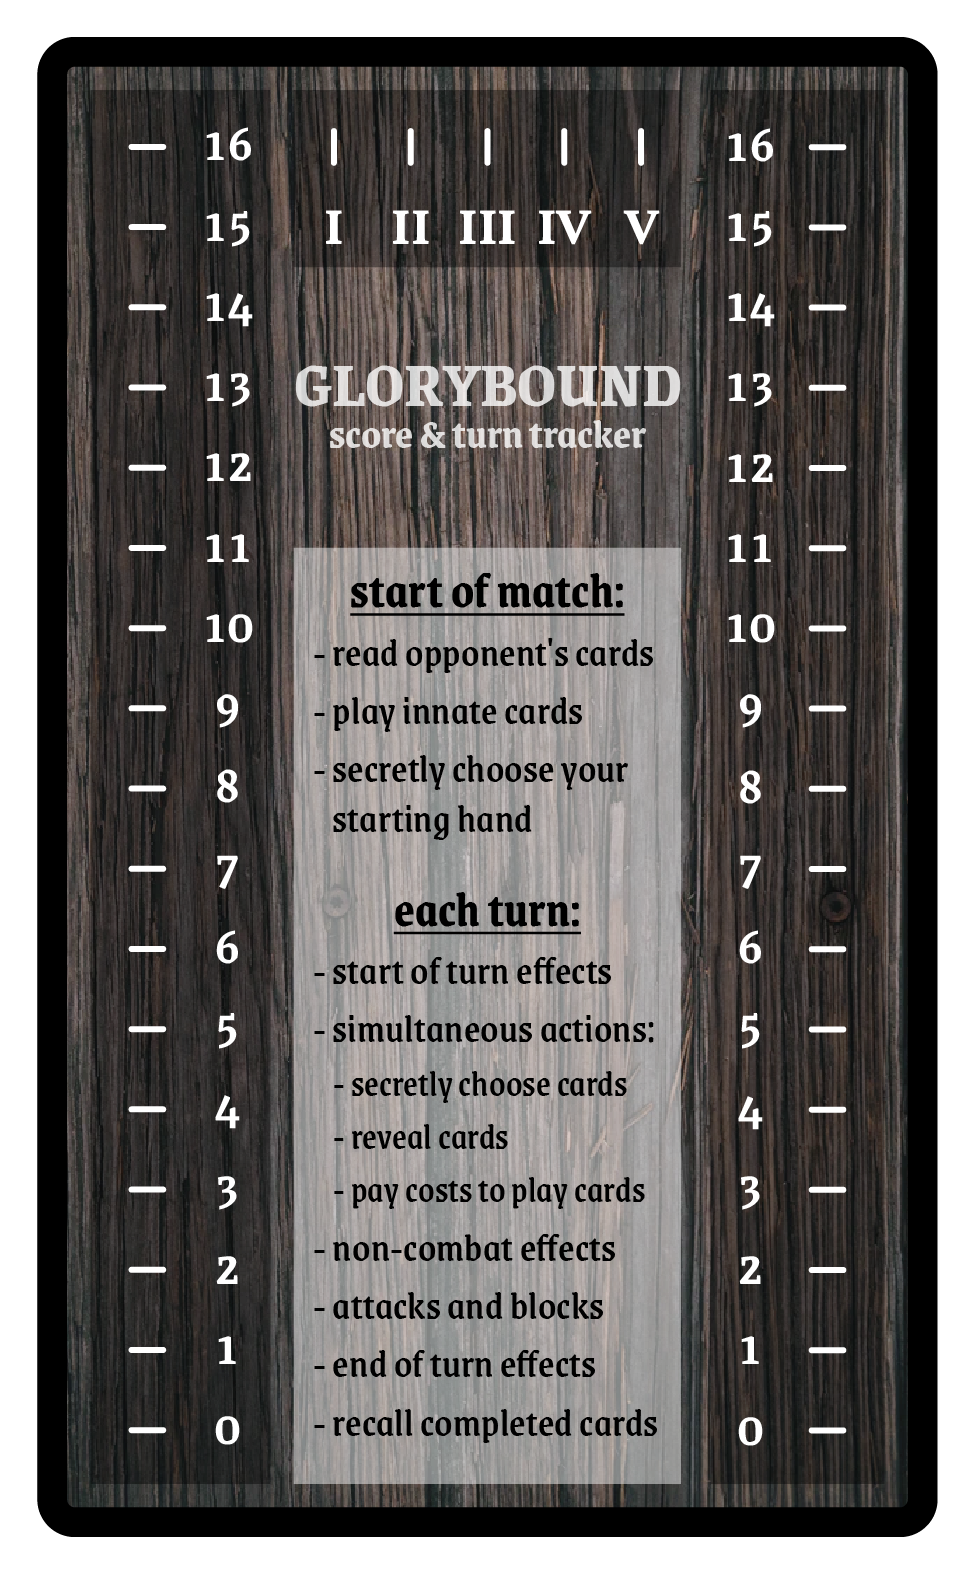 16 16
15 I II III IV V 15
14 14
13 GLORYBOUND 13
score & turn tracker
12 12
11 11
start of match:
10 10
- read opponent's cards
9 - play innate cards 9
8 - secretly choose your 8
starting hand
7 7
each turn:
6 6
- start of turn effects
5 - simultaneous actions: 5
- secretly choose cards
4 4
- reveal cards
3 - pay costs to play cards 3
- non-combat effects
2 2
- attacks and blocks
1 1
- end of turn effects
0 - recall completed cards 0